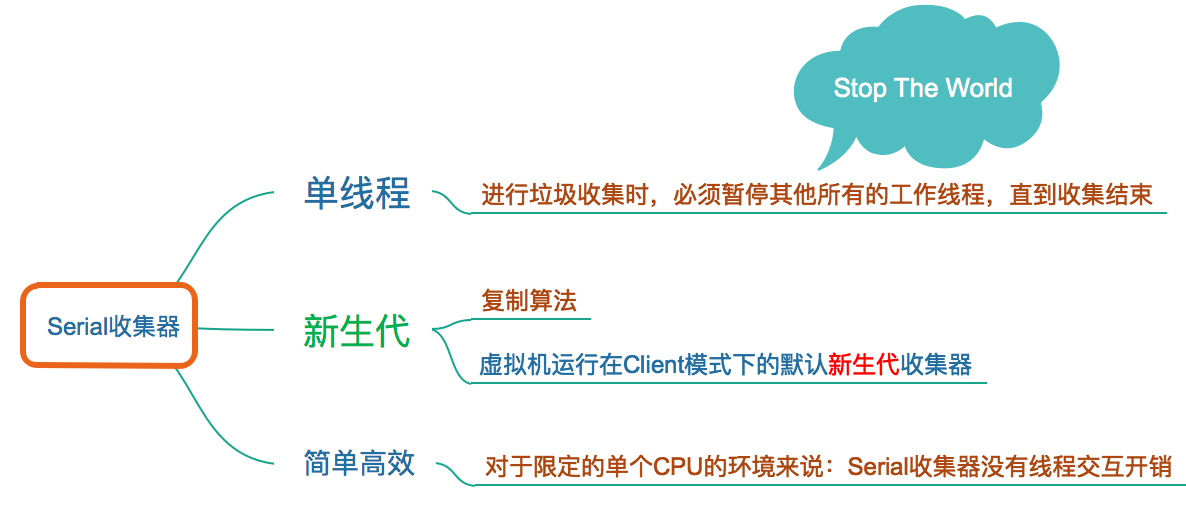 Stop The World
单线程
进行垃圾收集时，必须暂停其他所有的工作线程，直到收集结束
Serial收集器
新生代
复制算法
虚拟机运行在Client模式下的默认新生代收集器
简单高效
对于限定的单个CPU的环境来说：Serial收集器没有线程交互开销